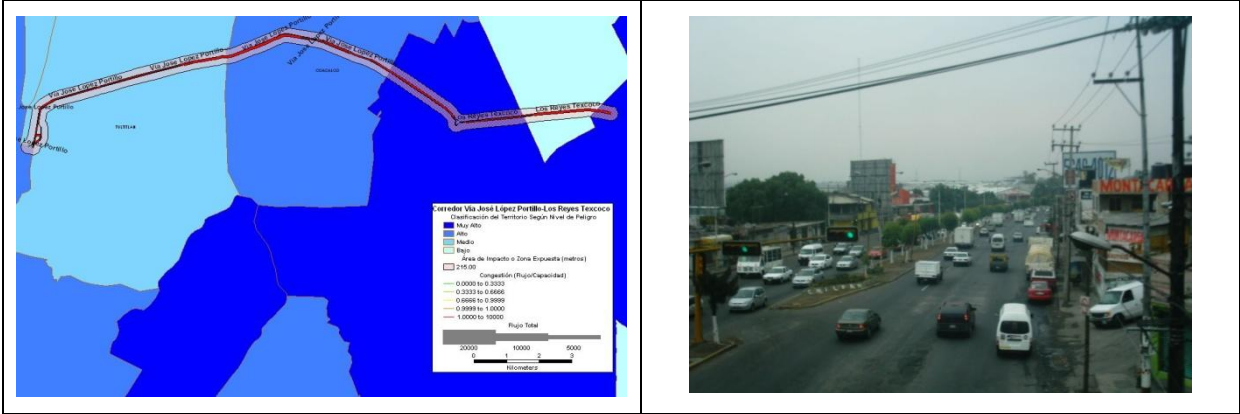 Vía José López Portillo
Vía José López Portillo
Vía José López Portillo
COACALCO
Vía José López Portillo
José López Portillo
TULTITLAN
Los Reyes Texcoco
Los Reyes Texcoco
López Portillo
Corredor Vía José López Portillo-Los Reyes Texcoco
Clasificación del Territorio Según Nivel de Peligro
Muy Alto
Alto
Medio
Bajo
Área de Impacto o Zona Expuesta (metros)
215.00
Congestión (Flujo/Capacidad)
0.0000 to 0.3333
0.3333 to 0.6666
0.6666 to 0.9999
0.9999 to 1.0000
1.0000 to 10000
Flujo Total
20000 10000 5000
0 1 2 3
Kilometers